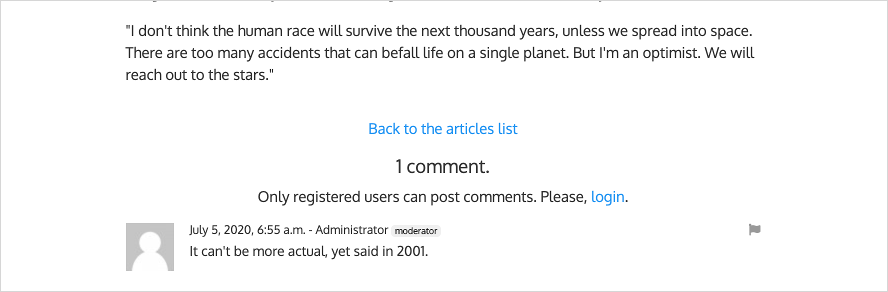 "I don't think the human race will survive the next thousand years, unless we spread into space.
There are too many accidents that can befall life on a single planet. But I'm an optimist. We will
reach out to the stars."
Back to the articles list
1 comment.
Only registered users can post comments. Please, login.
July 5, 2020, 6:55 a.m. - Administrator moderator
It can't be more actual, yet said in 2001.